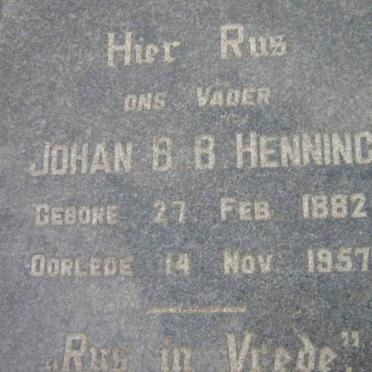 Hier Rus
ONS VADER
JOHAN B B HENNING
GEBORE 27 FEB 1882
OORLEDE 14 NOV. 1957
„Rus in Vrede”